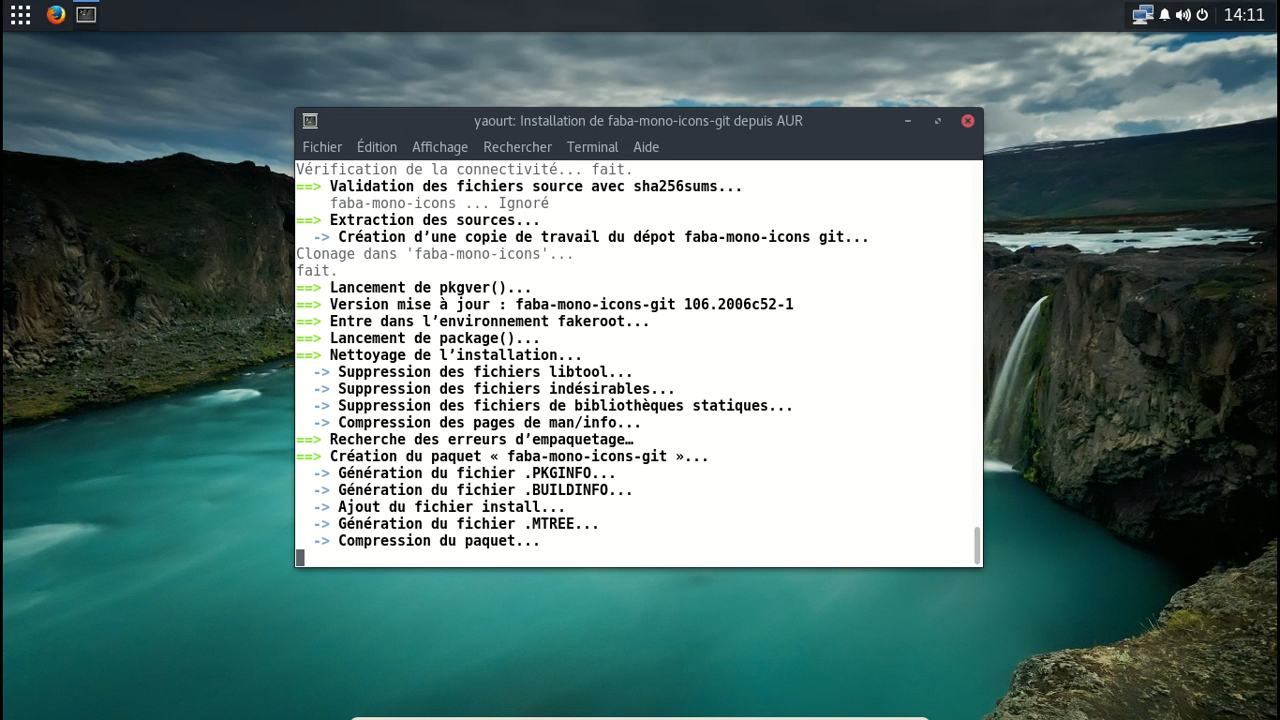 14:11
yaourt: Installation de faba-mono-icons-git depuis AUR
Fichier Édition Affichage Rechercher Terminal Aide
Vérification de la connectivité... fait.
==> Validation des fichiers source avec sha256sums...
faba-mono-icons ... Ignoré
==> Extraction des sources...
-> Création d’une copie de travail du dépôt faba-mono-icons git...
Clonage dans 'faba-mono-icons'...
fait.
==> Lancement de pkgver()...
==> Version mise à jour : faba-mono-icons-git 106.2006c52-1
==> Entre dans l’environnement fakeroot...
==> Lancement de package()...
==> Nettoyage de l’installation...
-> Suppression des fichiers libtool...
-> Suppression des fichiers indésirables...
-> Suppression des fichiers de bibliothèques statiques...
-> Compression des pages de man/info...
==> Recherche des erreurs d’empaquetage…
==> Création du paquet « faba-mono-icons-git »...
-> Génération du fichier .PKGINFO...
-> Génération du fichier .BUILDINFO...
-> Ajout du fichier install...
-> Génération du fichier .MTREE...
-> Compression du paquet...